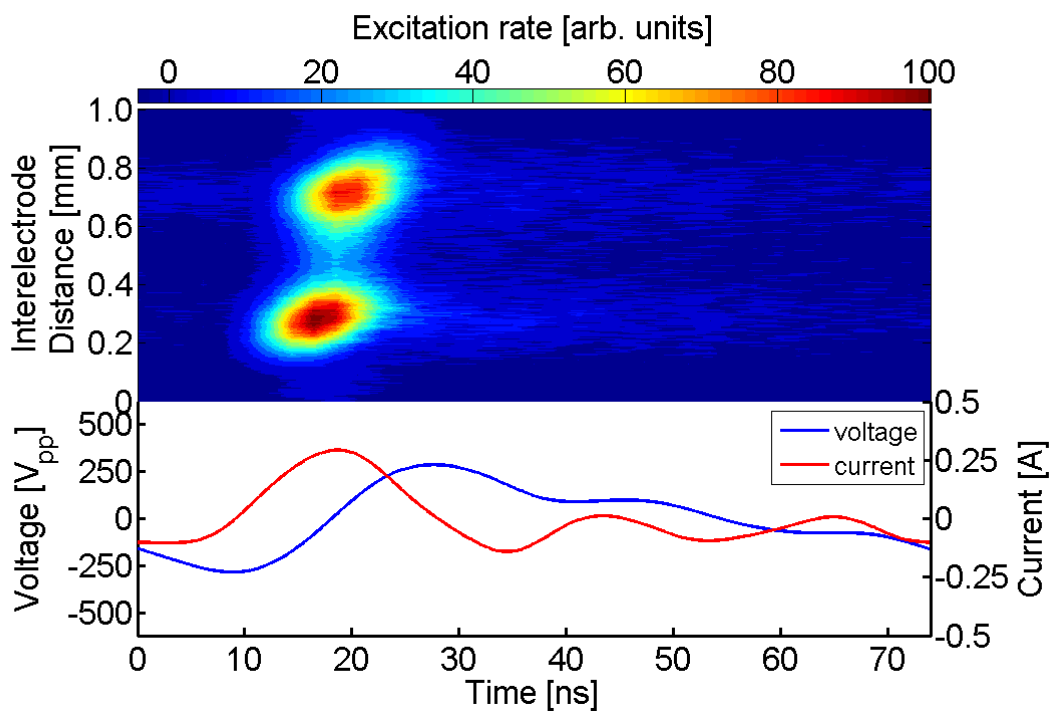 Excitation rate [arb. units]
0 20 40 60 80 100
Interelectrode
Distance [mm]
1.0
0.8
0.6
0.4
0.2
0
Voltage [Vpp]
500
250
0
-250
-500
voltage
current
0.5
0.25
0
-0.25
-0.5
Current [A]
0 10 20 30 40 50 60 70
Time [ns]